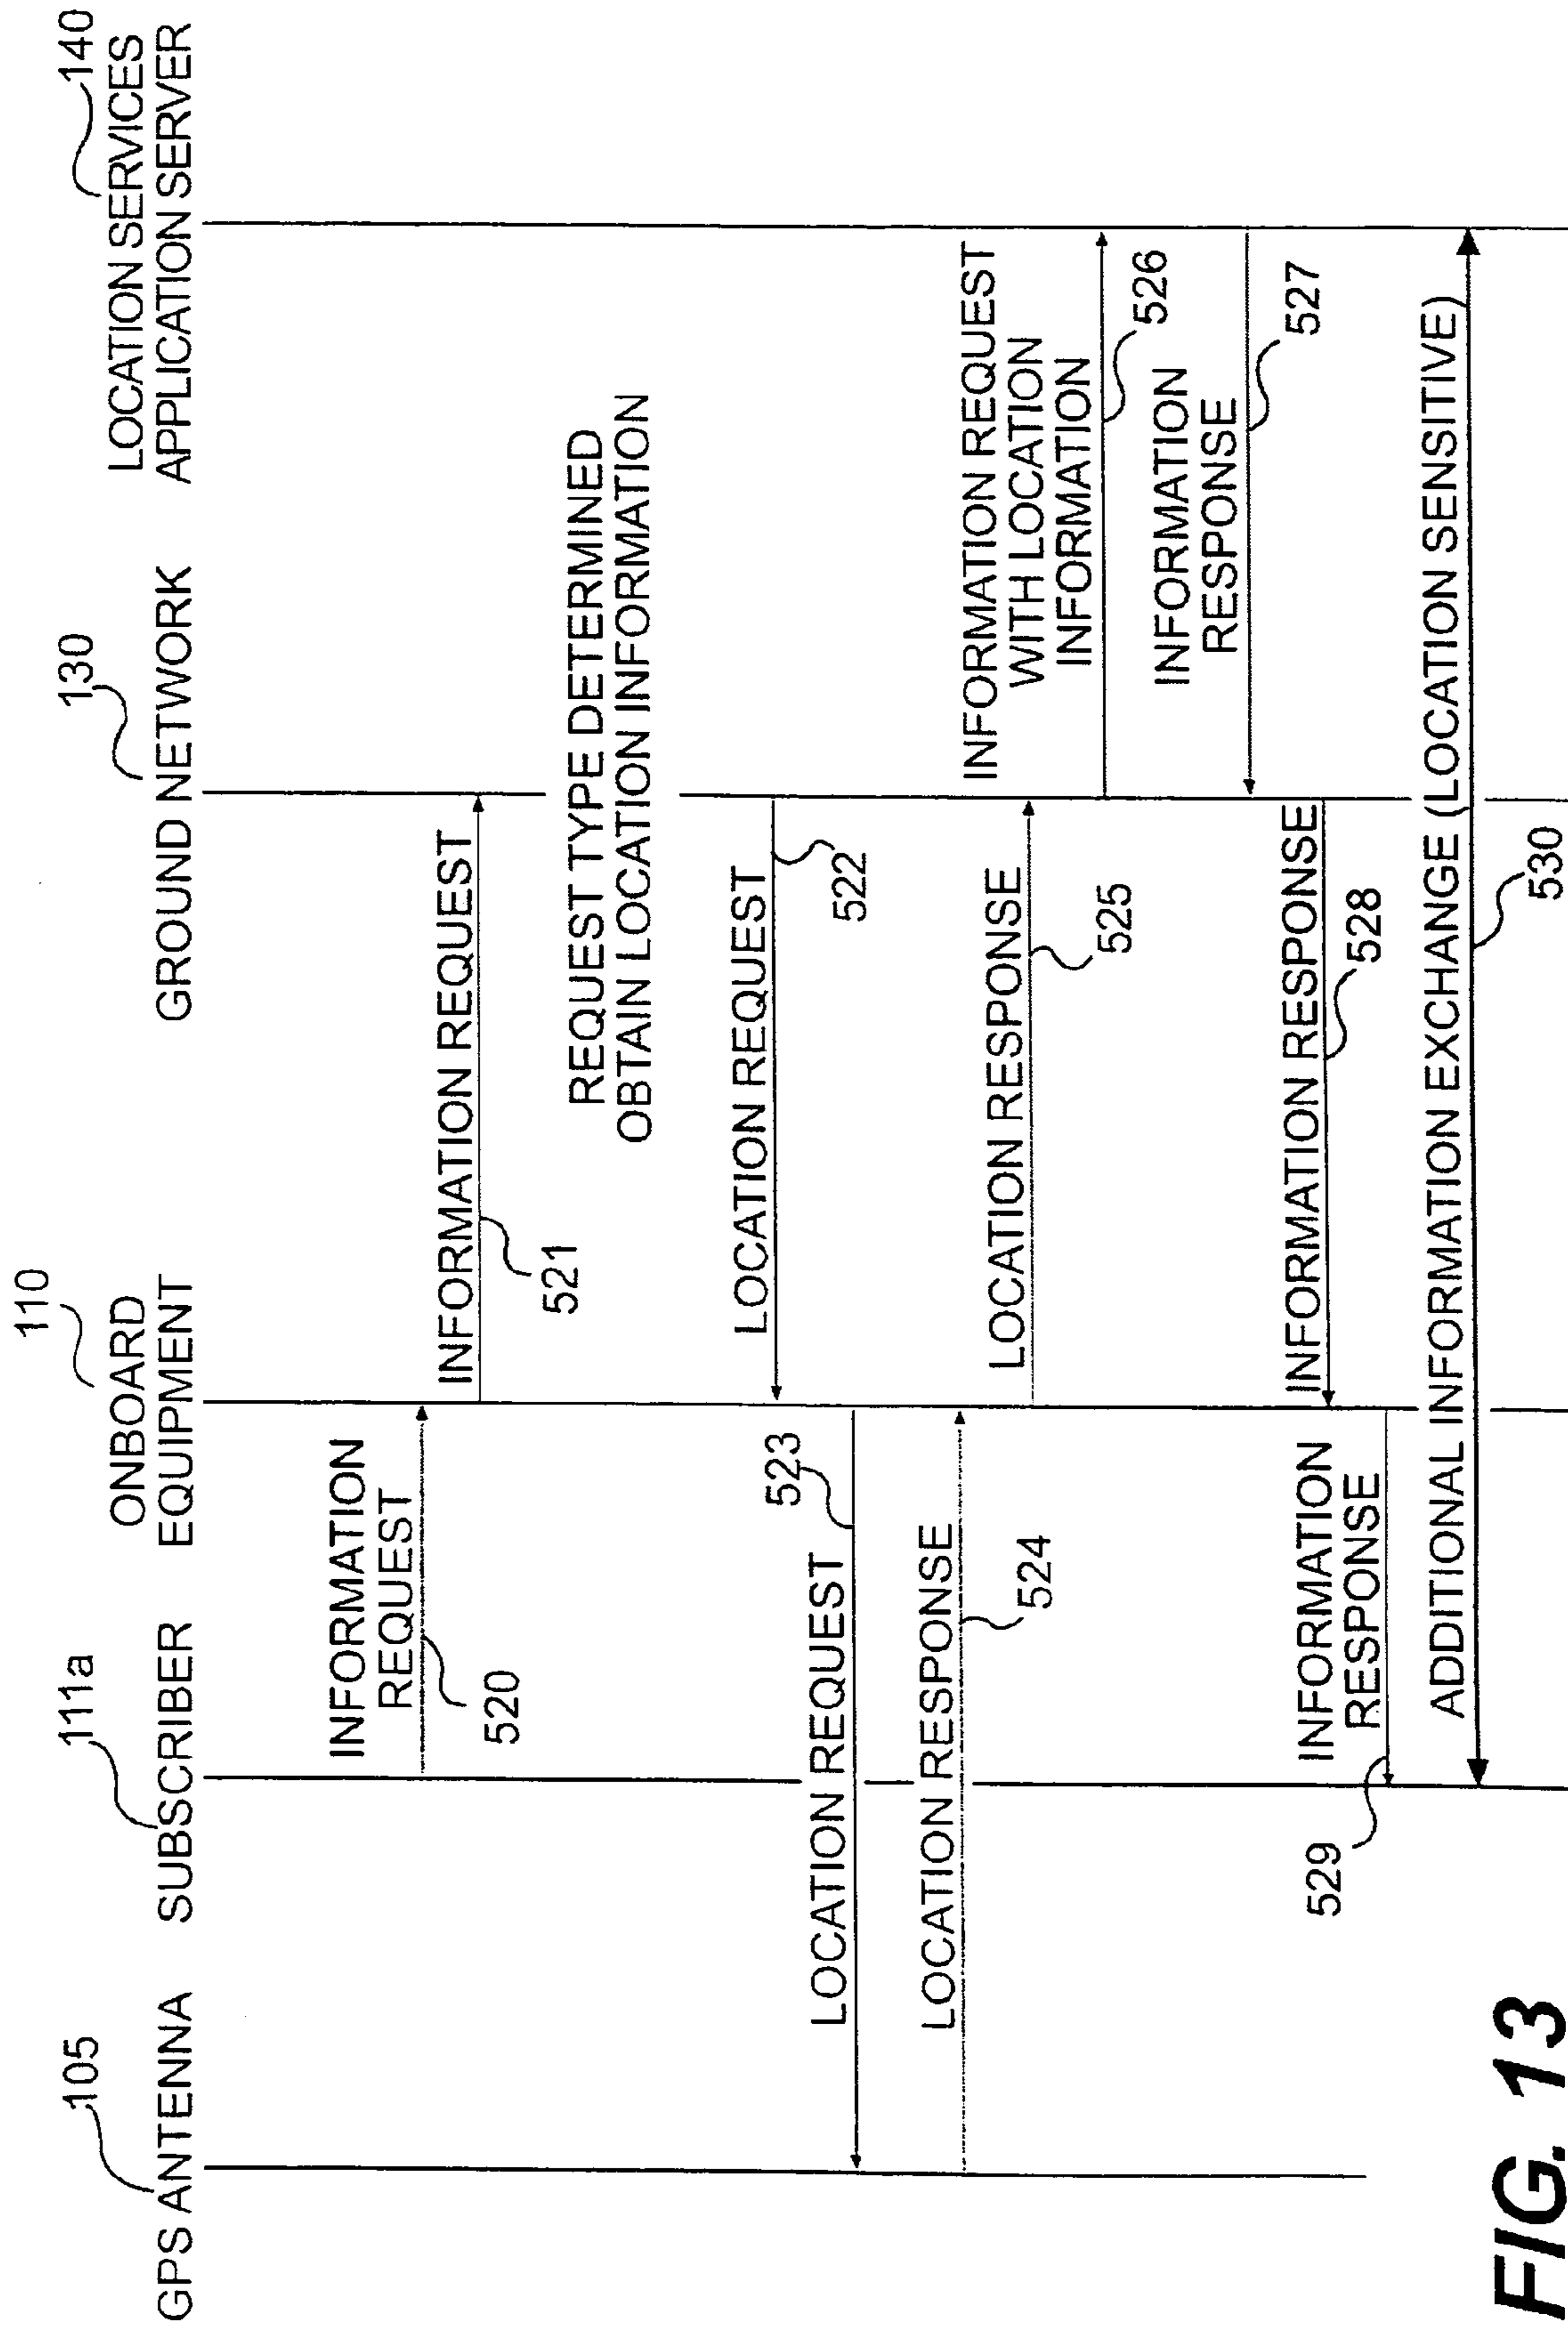 105
GPS ANTENNA
111a
SUBSCRIBER
110
ONBOARD
EQUIPMENT
130
GROUND NETWORK
140
LOCATION SERVICES
APPLICATION SERVER
INFORMATION
REQUEST
520
INFORMATION REQUEST
521
REQUEST TYPE DETERMINED
OBTAIN LOCATION INFORMATION
LOCATION REQUEST
522
LOCATION REQUEST
523
LOCATION RESPONSE
524
LOCATION RESPONSE
525
INFORMATION REQUEST
WITH LOCATION
INFORMATION
526
INFORMATION
RESPONSE
527
INFORMATION RESPONSE
528
INFORMATION
RESPONSE
529
ADDITIONAL INFORMATION EXCHANGE (LOCATION SENSITIVE)
530
FIG. 13